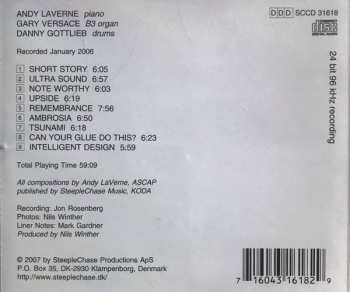 ANDY LAVERNE piano
GARY VERSACE B3 organ
DANNY GOTTLIEB drums
DDD SCCD 31618
COMPACT disc DIGITAL AUDIO
24 bit 96 kHz recording
Recorded January 2006
1 SHORT STORY 6:05
2 ULTRA SOUND 6:57
3 NOTE WORTHY 6:03
4 UPSIDE 6:19
5 REMEMBRANCE 7:56
6 AMBROSIA 6:50
7 TSUNAMI 6:18
8 CAN YOUR GLUE DO THIS? 6:23
9 INTELLIGENT DESIGN 5:59
Total Playing Time 59:09
All compositions by Andy LaVerne, ASCAP
published by SteepleChase Music, KODA
Recording: Jon Rosenberg
Photos: Nils Winther
Liner Notes: Mark Gardner
Produced by Nils Winther
© 2007 by SteepleChase Productions ApS
P.O. Box 35, DK-2930 Klampenborg, Denmark
http://www.steeplechase.dk/
7 16043 16182 9